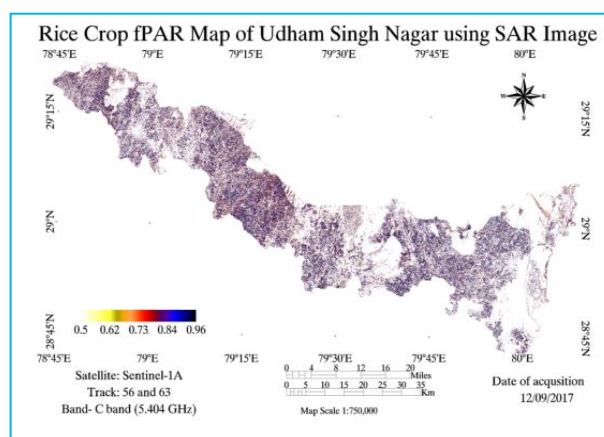 Rice Crop fPAR Map of Udham Singh Nagar using SAR Image
78°45'E 79°E 79°15'E 79°30'E 79°45'E 80°E
N
W E
S
29°15'N 29°15'N
29°N 29°N
28°45'N 28°45'N
0.5 0.62 0.73 0.84 0.96
78°45'E 79°E 79°15'E 79°30'E 79°45'E 80°E
Satellite: Sentinel-1A
Track: 56 and 63
Band- C band (5.404 GHz)
0 4 8 12 16 20
Miles
0 5 10 15 20 25 30 35
Km
Map Scale 1:750,000
Date of acqusition
12/09/2017